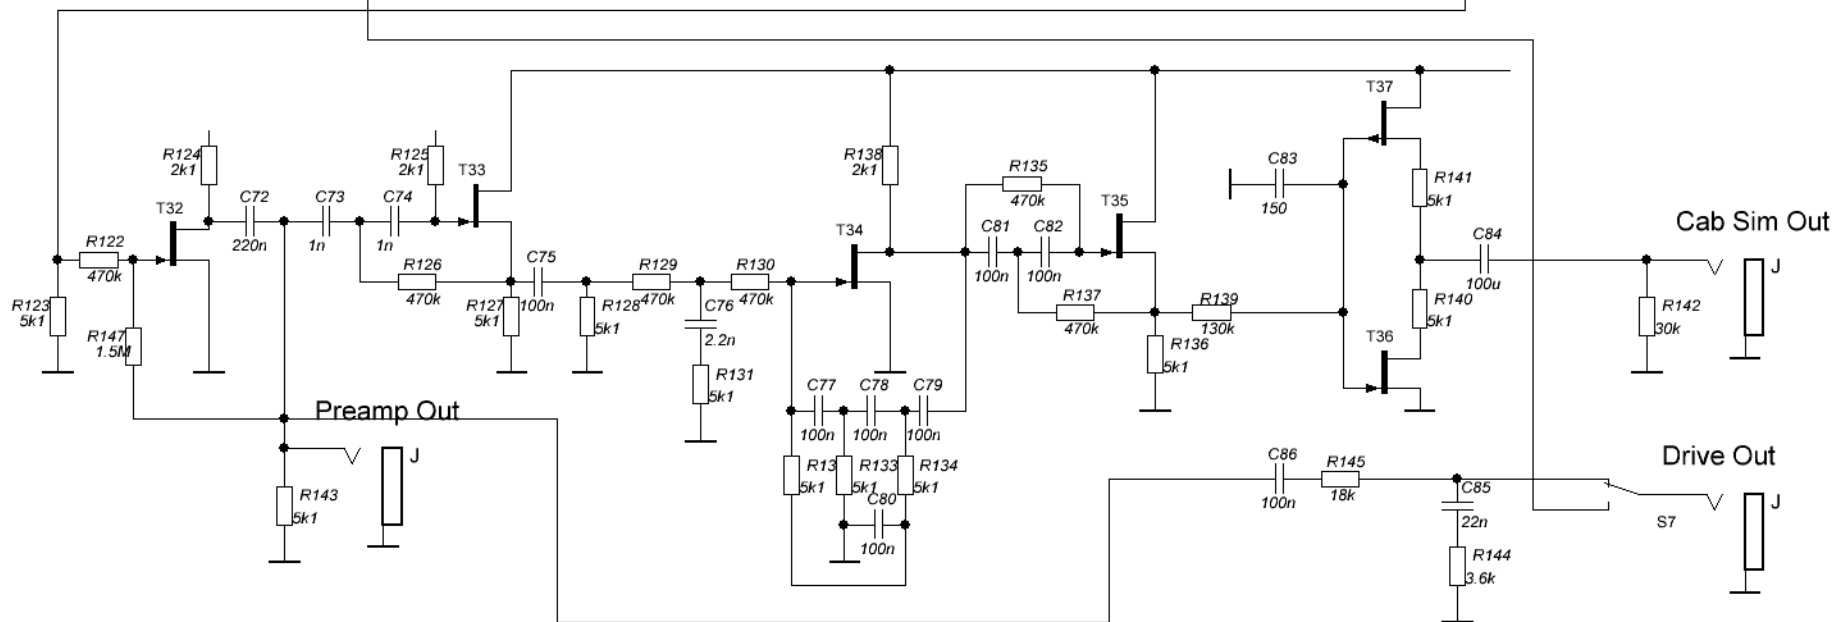 T37
R124
2k1
R125
2k1
T33
R138
2k1
R135
470k
C83
150
R141
5k1
Cab Sim Out
T32
C72
220n
C73
1n
C74
1n
T34
C81
100n
C82
100n
T35
C84
100u
J
R122
470k
R126
470k
C75
100n
R129
470k
R130
470k
R137
470k
R139
130k
R140
5k1
R142
30k
R123
5k1
R147
1.5M
R127
5k1
R128
5k1
C76
2.2n
R136
5k1
T36
R131
5k1
C77
100n
C78
100n
C79
100n
Preamp Out
J
R13
5k1
R133
5k1
R134
5k1
C80
100n
R143
5k1
C86
100n
R145
18k
C85
22n
Drive Out
J
S7
R144
3.6k